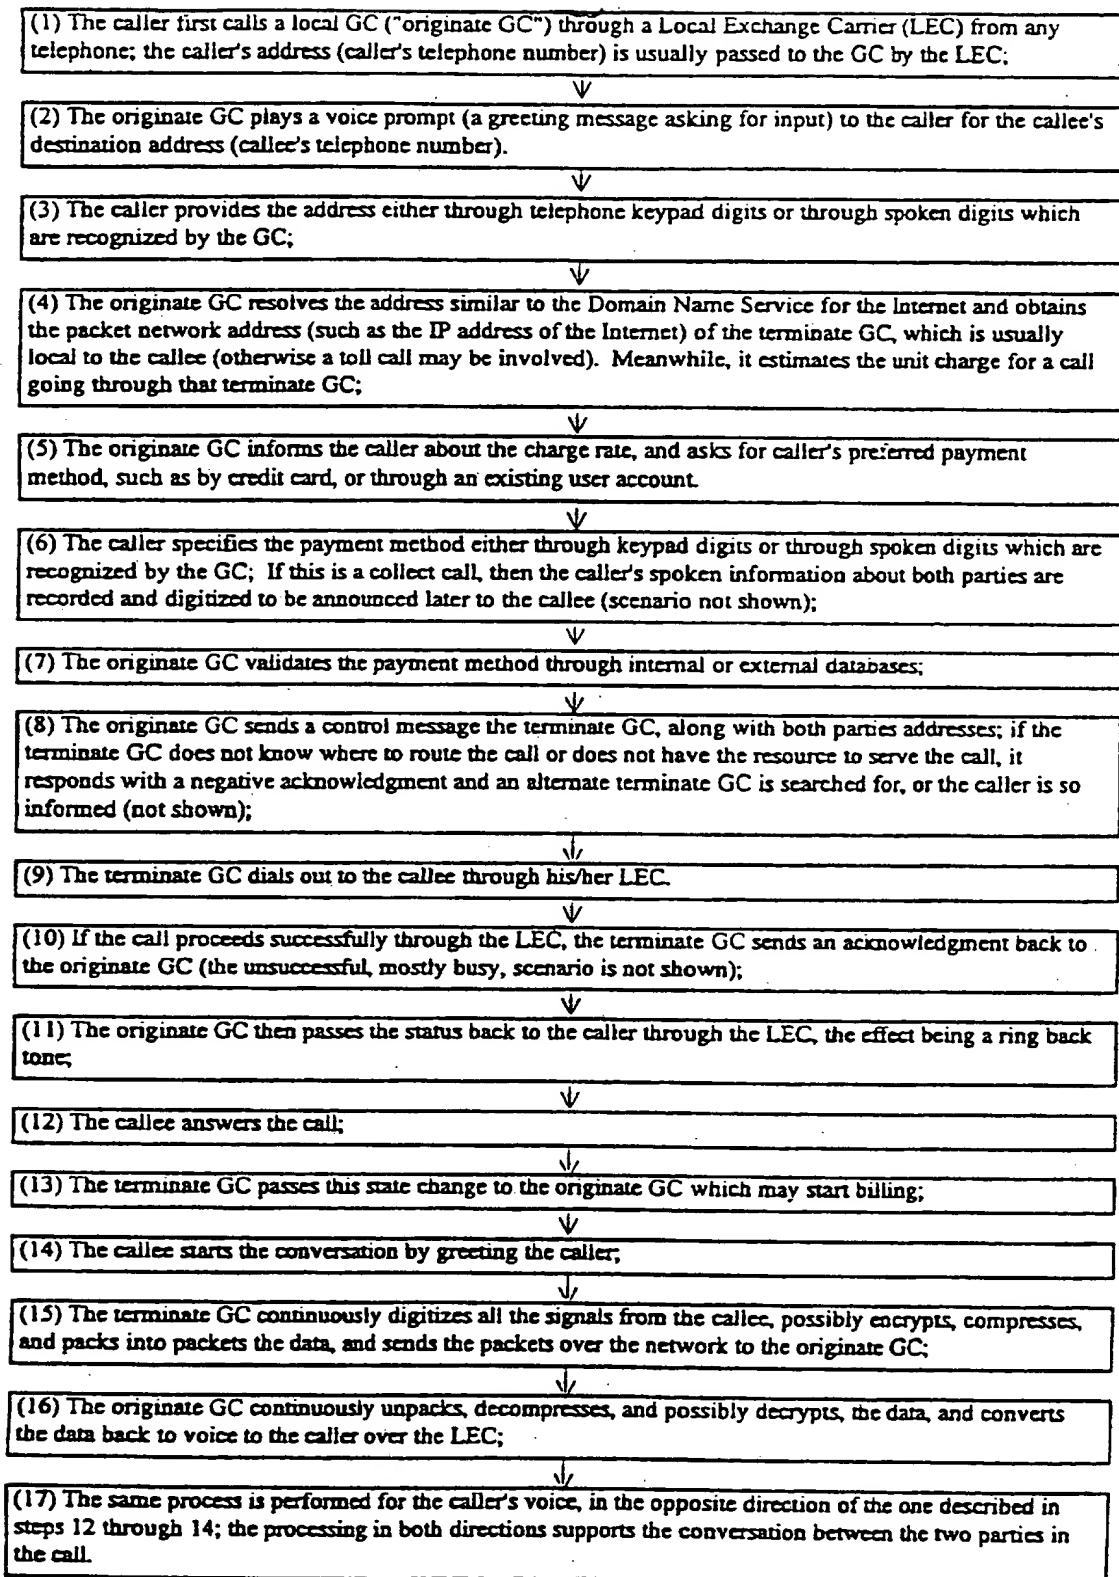 (1) The caller first calls a local GC ("originate GC") through a Local Exchange Carrier (LEC) from any
telephone; the caller's address (caller's telephone number) is usually passed to the GC by the LEC;
(2) The originate GC plays a voice prompt (a greeting message asking for input) to the caller for the callee's
destination address (callee's telephone number).
(3) The caller provides the address either through telephone keypad digits or through spoken digits which
are recognized by the GC;
(4) The originate GC resolves the address similar to the Domain Name Service for the Internet and obtains
the packet network address (such as the IP address of the Internet) of the terminate GC, which is usually
local to the callee (otherwise a toll call may be involved). Meanwhile, it estimates the unit charge for a call
going through that terminate GC;
(5) The originate GC informs the caller about the charge rate, and asks for caller's preferred payment
method, such as by credit card, or through an existing user account.
(6) The caller specifies the payment method either through keypad digits or through spoken digits which are
recognized by the GC; If this is a collect call, then the caller's spoken information about both parties are
recorded and digitized to be announced later to the callee (scenario not shown);
(7) The originate GC validates the payment method through internal or external databases;
(8) The originate GC sends a control message the terminate GC, along with both parties addresses; if the
terminate GC does not know where to route the call or does not have the resource to serve the call, it
responds with a negative acknowledgment and an alternate terminate GC is searched for, or the caller is so
informed (not shown);
(9) The terminate GC dials out to the callee through his/her LEC.
(10) If the call proceeds successfully through the LEC, the terminate GC sends an acknowledgment back to
the originate GC (the unsuccessful, mostly busy, scenario is not shown);
(11) The originate GC then passes the status back to the caller through the LEC, the effect being a ring back
tone;
(12) The callee answers the call;
(13) The terminate GC passes this state change to the originate GC which may start billing;
(14) The callee starts the conversation by greeting the caller;
(15) The terminate GC continuously digitizes all the signals from the callee, possibly encrypts, compresses,
and packs into packets the data, and sends the packets over the network to the originate GC;
(16) The originate GC continuously unpacks, decompresses, and possibly decrypts, the data, and converts
the data back to voice to the caller over the LEC;
(17) The same process is performed for the caller's voice, in the opposite direction of the one described in
steps 12 through 14; the processing in both directions supports the conversation between the two parties in
the call.